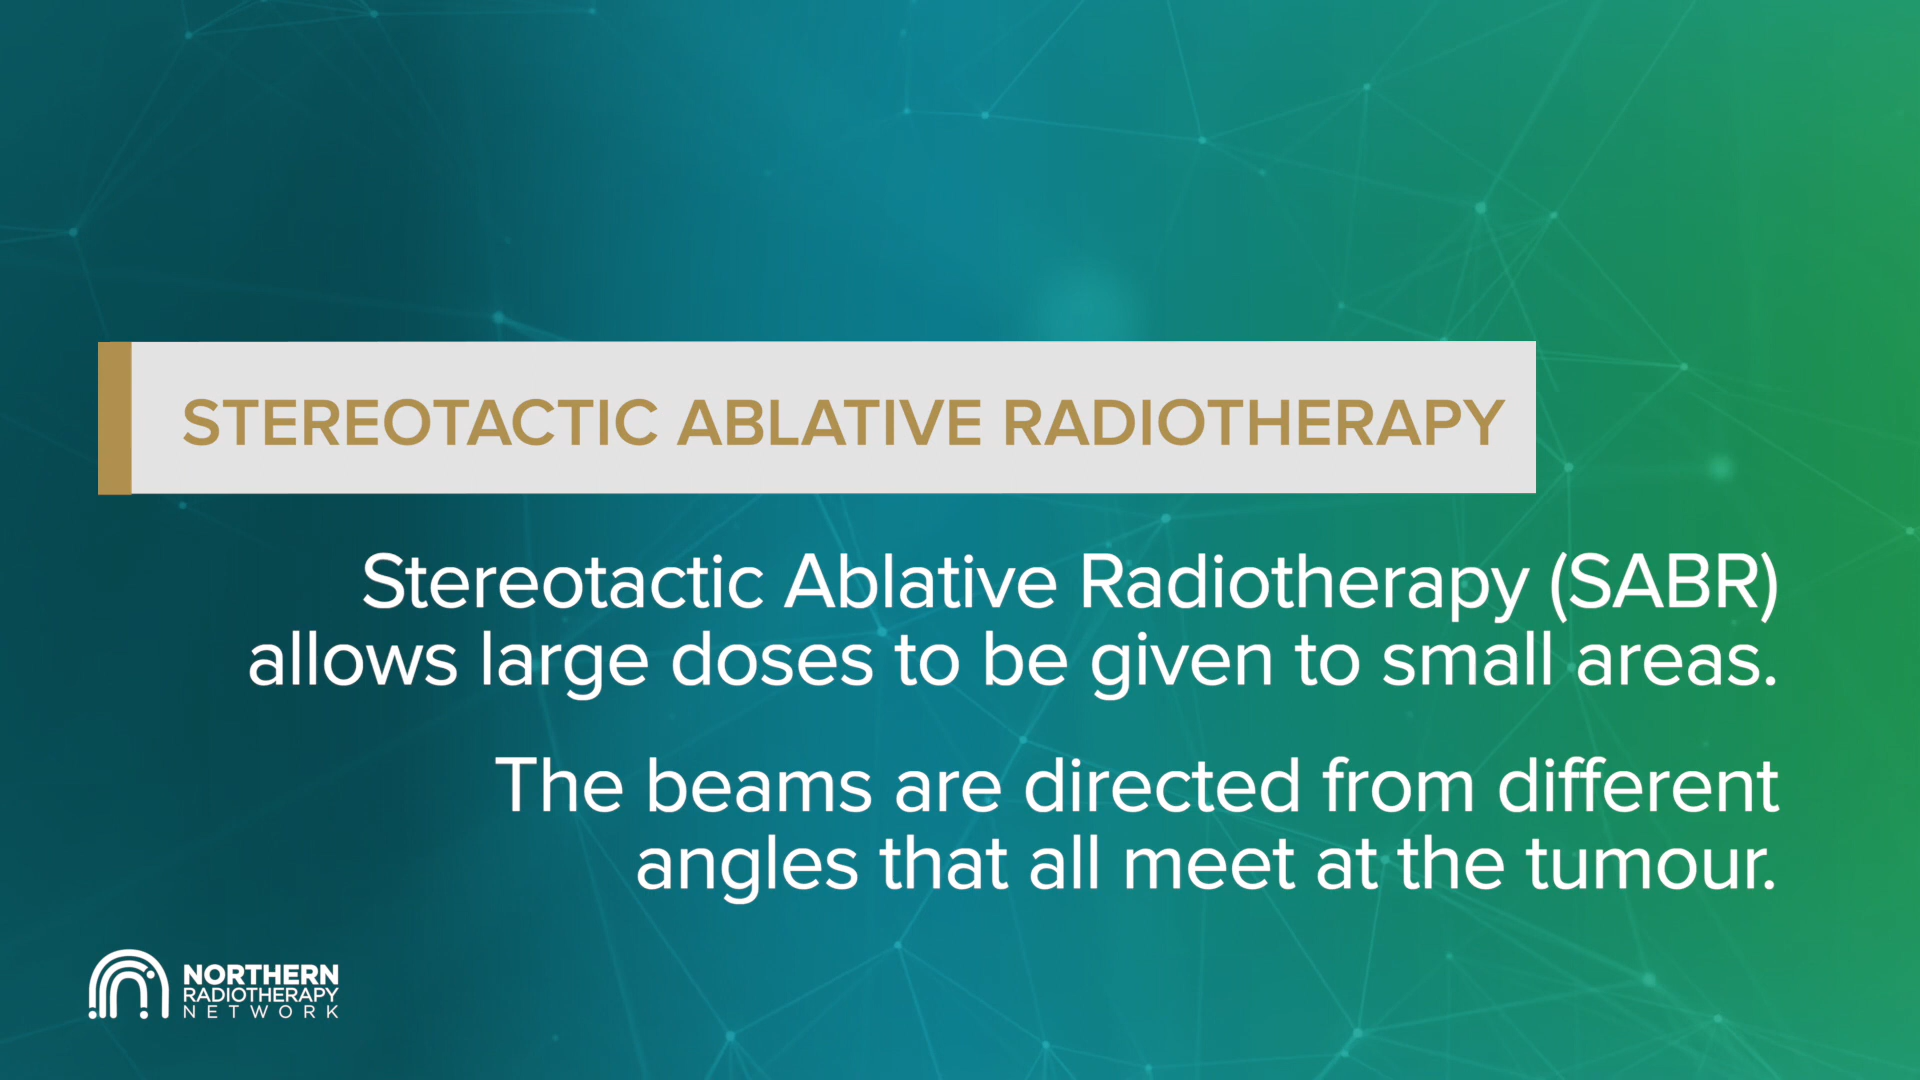 STEREOTACTIC ABLATIVE RADIOTHERAPY
Stereotactic Ablative Radiotherapy (SABR)
allows large doses to be given to small areas.
The beams are directed from different
angles that all meet at the tumour.
NORTHERN
RADIOTHERAPY
NETWORK